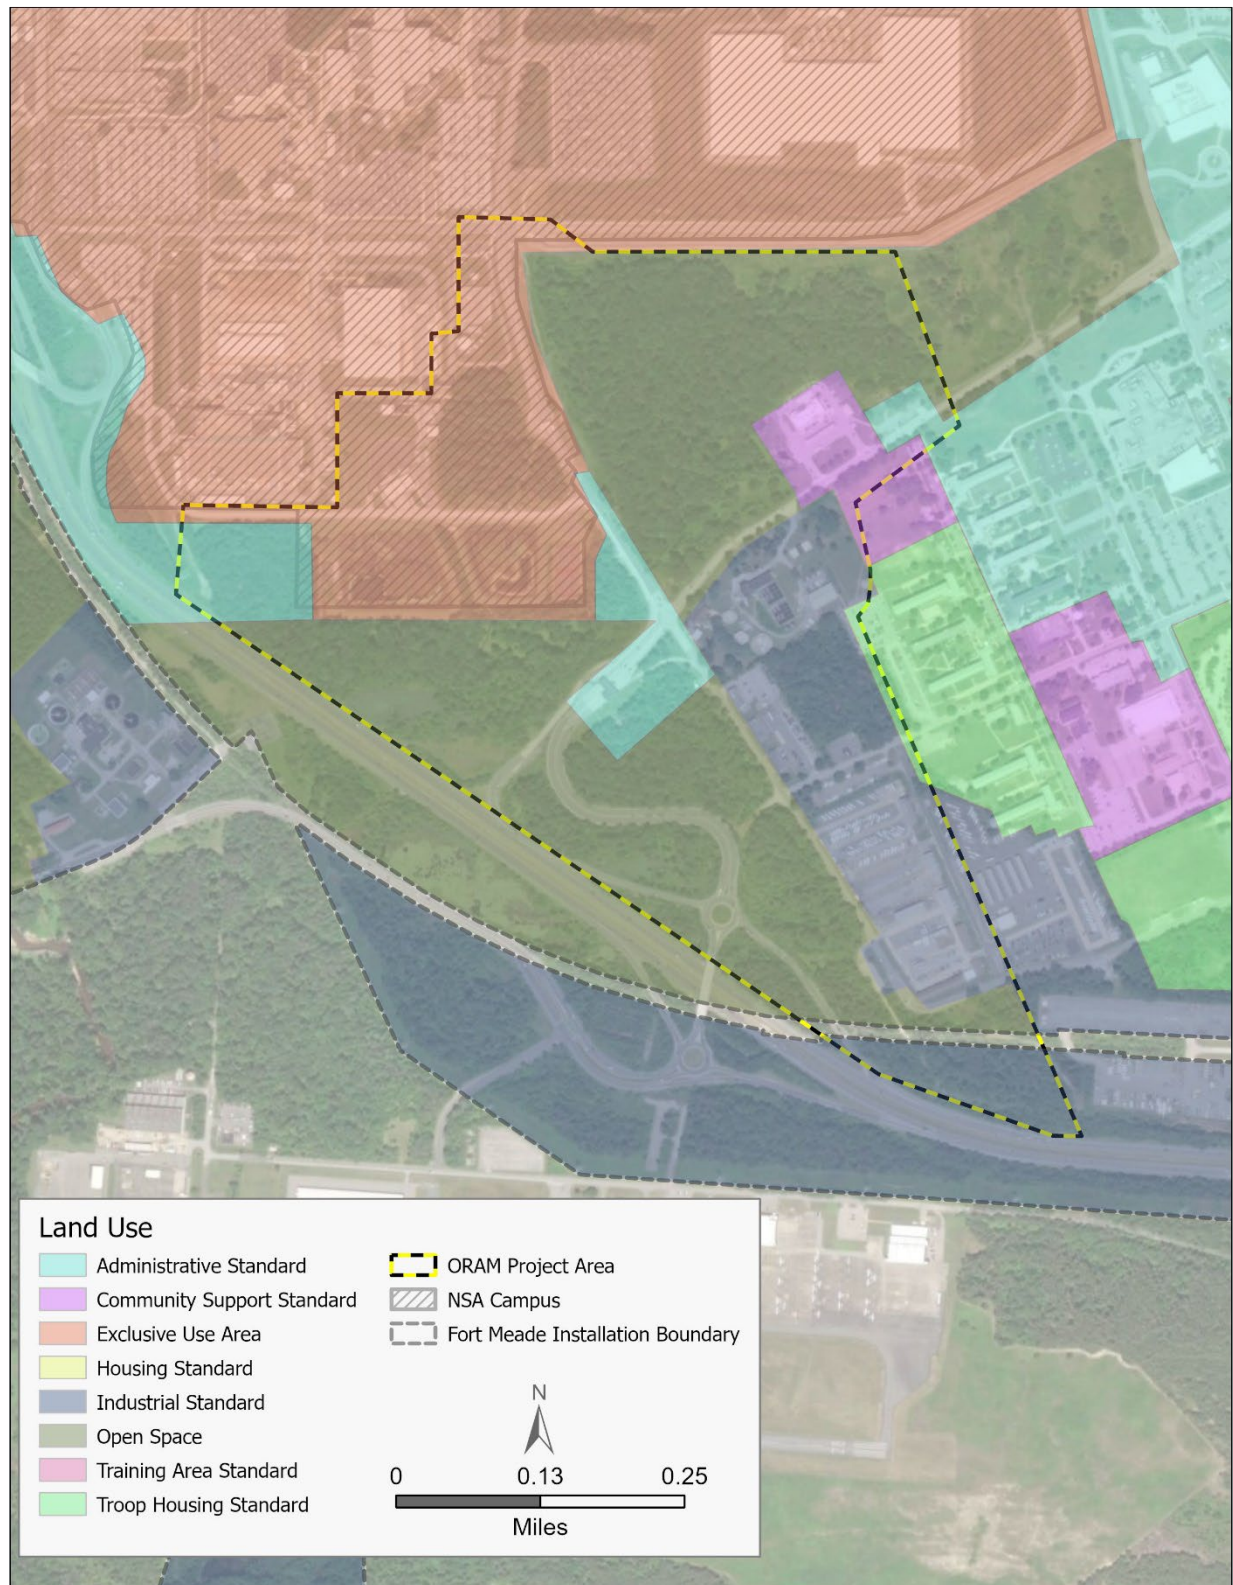 Land Use
Administrative Standard
Community Support Standard
Exclusive Use Area
Housing Standard
Industrial Standard
Open Space
Training Area Standard
Troop Housing Standard
ORAM Project Area
NSA Campus
Fort Meade Installation Boundary
N
0 0.13 0.25
Miles